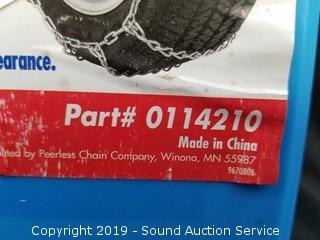 earance.
Part# 0114210
Made in China
uted by Peerless Chain Company, Winona, MN 55987
9670806
Copyright 2019 - Sound Auction Service